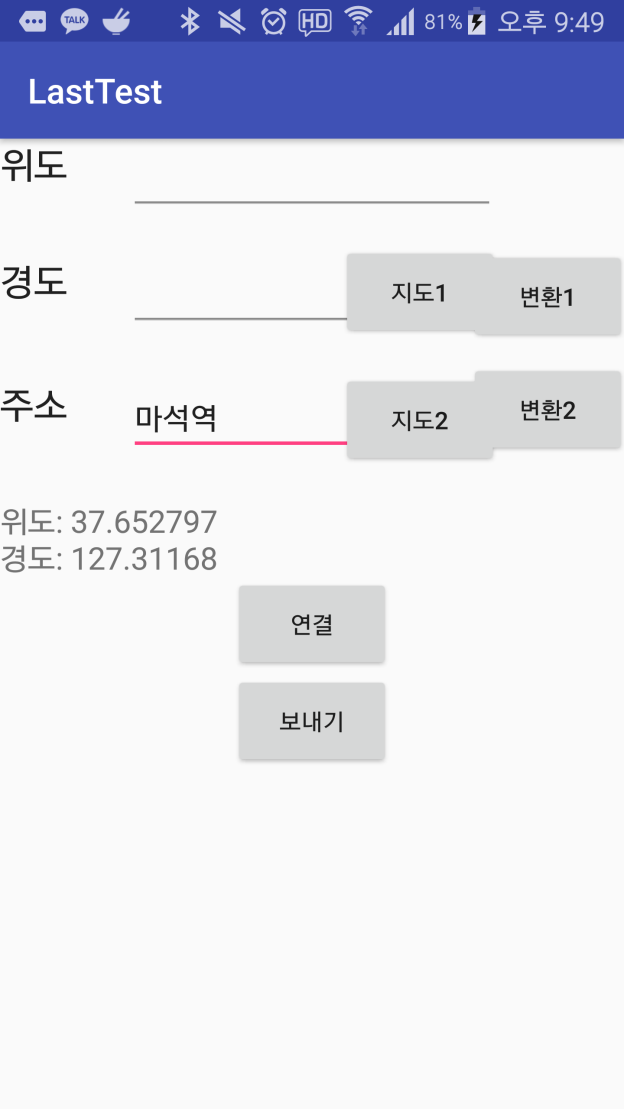 TALK HD 81% 오후 9:49
LastTest
위도
경도 지도1 변환1
주소 마석역 지도2 변환2
위도: 37.652797
경도: 127.31168
연결
보내기